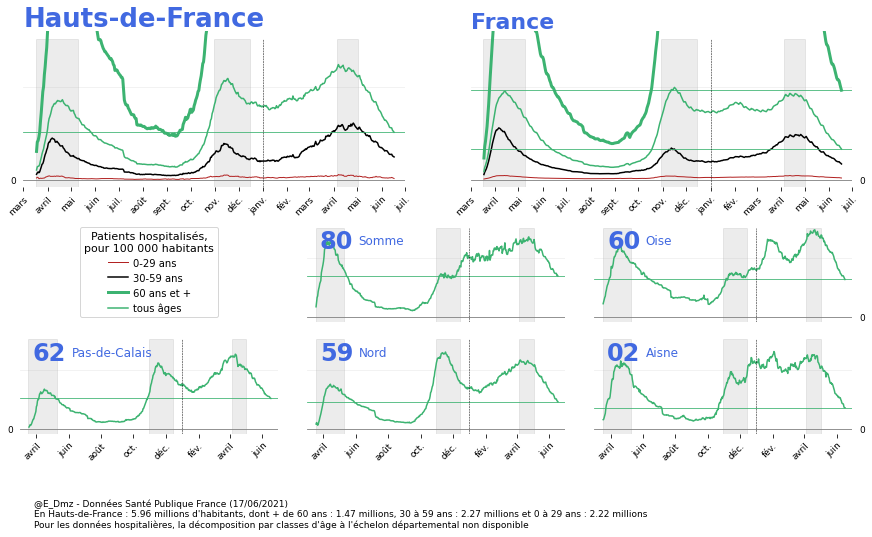 Hauts-de-France
France
0
0
mars avril mai juin juil. août sept. oct. nov. déc. janv. fév. mars avril mai juin juil.
mars avril mai juin juil. août sept. oct. nov. déc. janv. fév. mars avril mai juin juil.
Patients hospitalisés,
pour 100 000 habitants
0-29 ans
30-59 ans
60 ans et +
tous âges
80 Somme
60 Oise
0
62 Pas-de-Calais
59 Nord
02 Aisne
0
0
avril juin août oct. déc. fév. avril juin
avril juin août oct. déc. fév. avril juin
avril juin août oct. déc. fév. avril juin
@E_Dmz - Données Santé Publique France (17/06/2021)
En Hauts-de-France : 5.96 millions d'habitants, dont + de 60 ans : 1.47 millions, 30 à 59 ans : 2.27 millions et 0 à 29 ans : 2.22 millions
Pour les données hospitalières, la décomposition par classes d'âge à l'échelon départemental non disponible